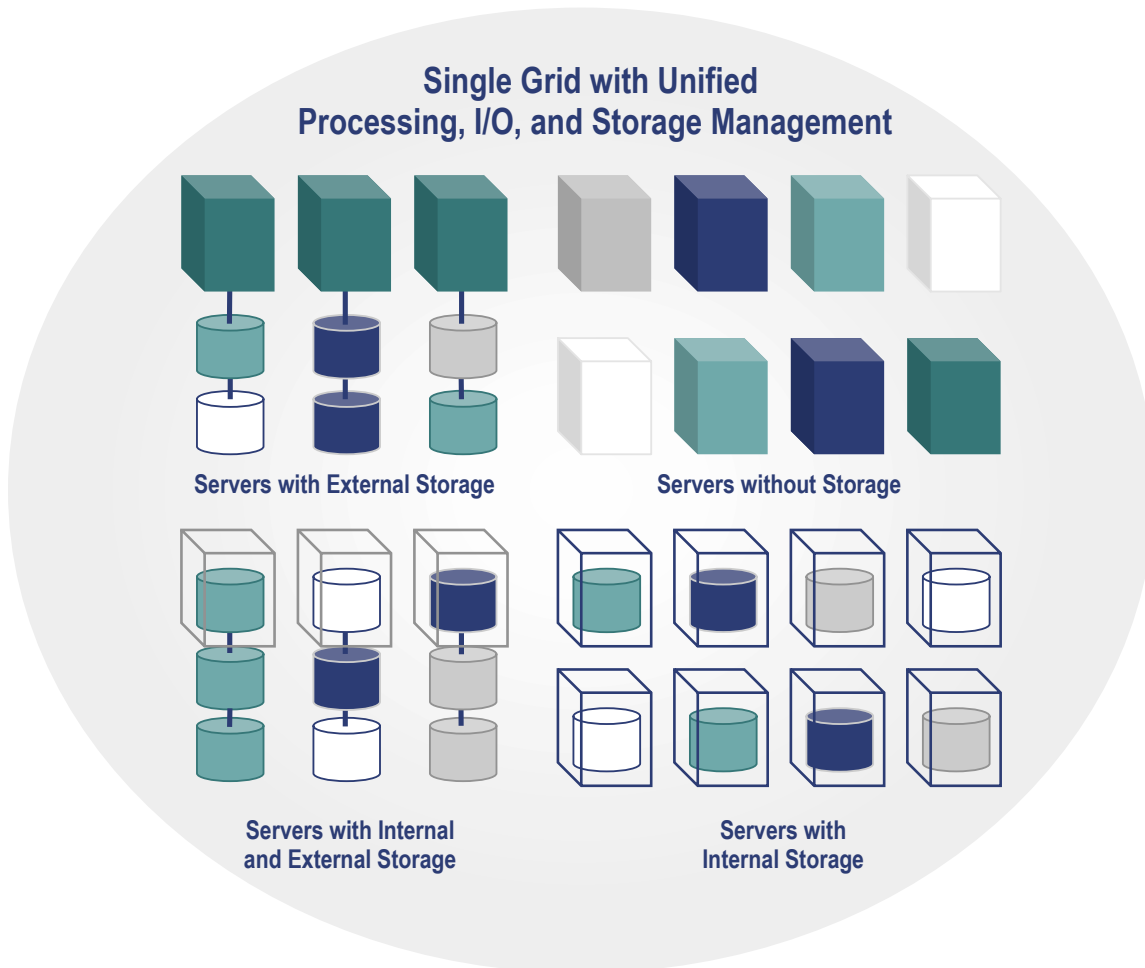 Single Grid with Unified
Processing, I/O, and Storage Management
Servers with External Storage
Servers without Storage
Servers with Internal
and External Storage
Servers with
Internal Storage